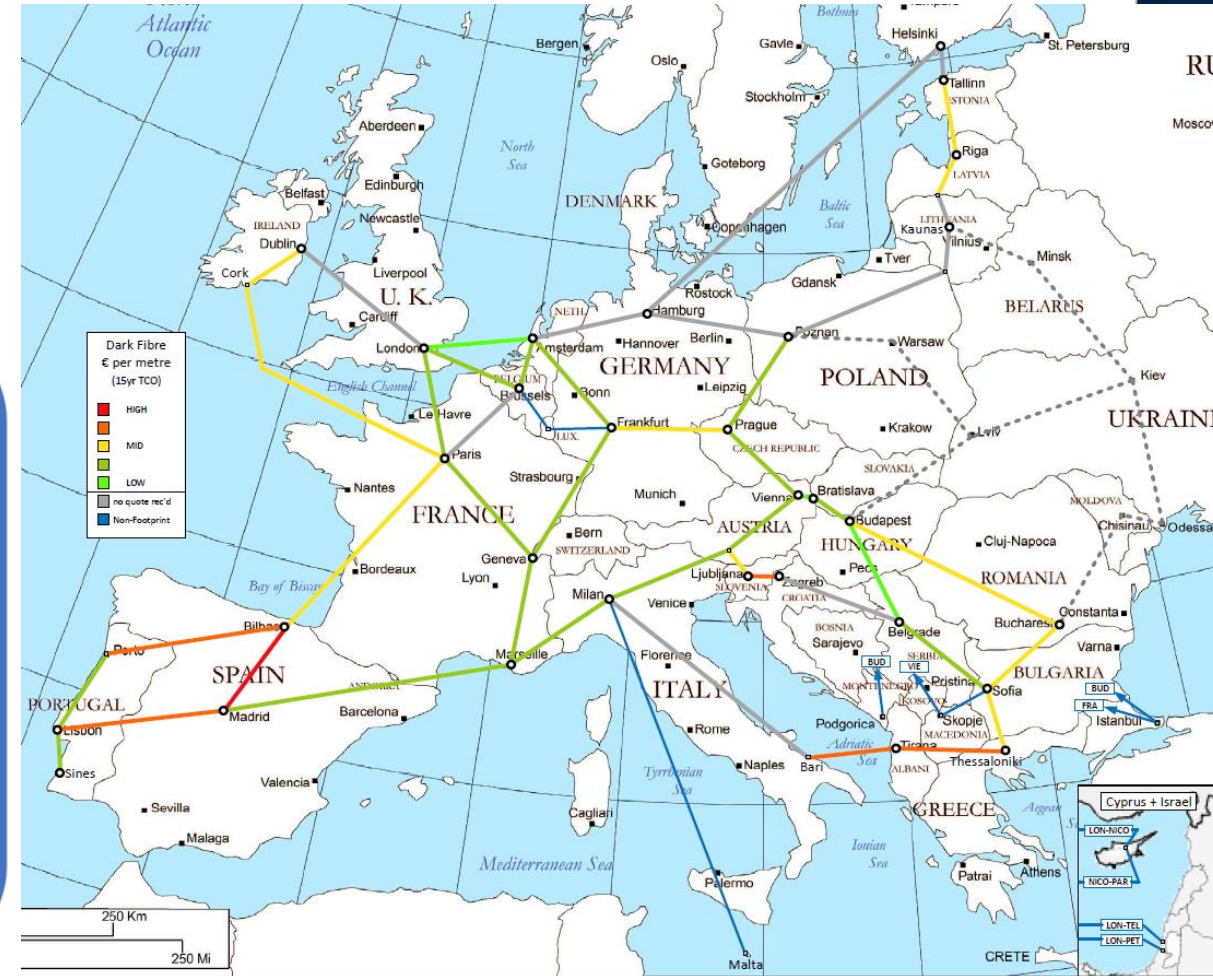 Atlantic
Ocean
Bothnia
Bergen
Gavle
Helsinki
St. Petersburg
Oslo
Stockholm
Tallinn
ESTONIA
RU
Moscow
Aberdeen
North
Sea
Goteborg
Riga
LATVIA
Edinburgh
Belfast
DENMARK
Baltic
Sea
Newcastle
IRELAND
Dublin
Copenhagen
LITHUANIA
Kaunas
Vilnius
Cork
Liverpool
Tver
Minsk
U. K.
Gdansk
Rostock
Cardiff
NETH.
Hamburg
BELARUS
London
Amsterdam
Hannover
Berlin
Poznan
Warsaw
GERMANY
English Channel
BELGIUM
Brussels
Bonn
Leipzig
POLAND
Kiev
Le Havre
LUX.
Frankfurt
Prague
Krakow
Lviv
UKRAINE
CZECH REPUBLIC
Paris
Strasbourg
SLOVAKIA
Nantes
Munich
Vienna
Bratislava
MOLDOVA
FRANCE
Bern
AUSTRIA
Budapest
Chisinau
Odessa
SWITZERLAND
HUNGARY
Cluj-Napoca
Geneva
Lyon
Bordeaux
Ljubljana
SLOVENIA
Zagreb
CROATIA
Pecs
ROMANIA
Bay of Biscay
Milan
Venice
Constanta
Bilbao
Belgrade
Bucharest
BOSNIA
Sarajevo
Varna
Porto
Marseille
Florence
SERBIA
BULGARIA
SPAIN
ANDORRA
ITALY
MONTENEGRO
Pristina
KOSOVO
Sofia
PORTUGAL
Madrid
Barcelona
Lisbon
Rome
Podgorica
Skopje
MACEDONIA
Istanbul
BUD
VIE
BUD
FRA
Adriatic
Sea
Tirana
ALBANI
Thessaloniki
Bari
Naples
Sines
Valencia
Tyrrhenian
Sea
Sevilla
Malaga
Cagliari
GREECE
Aegean
Ionian
Sea
Mediterranean Sea
Palermo
Patrai
Athens
Malta
CRETE
Dark Fibre
€ per metre
(15yr TCO)
HIGH
MID
LOW
no quote rec'd
Non-Footprint
Cyprus + Israel
LON-NICO
NICO-PAR
LON-TEL
LON-PET
250 Km
250 Mi